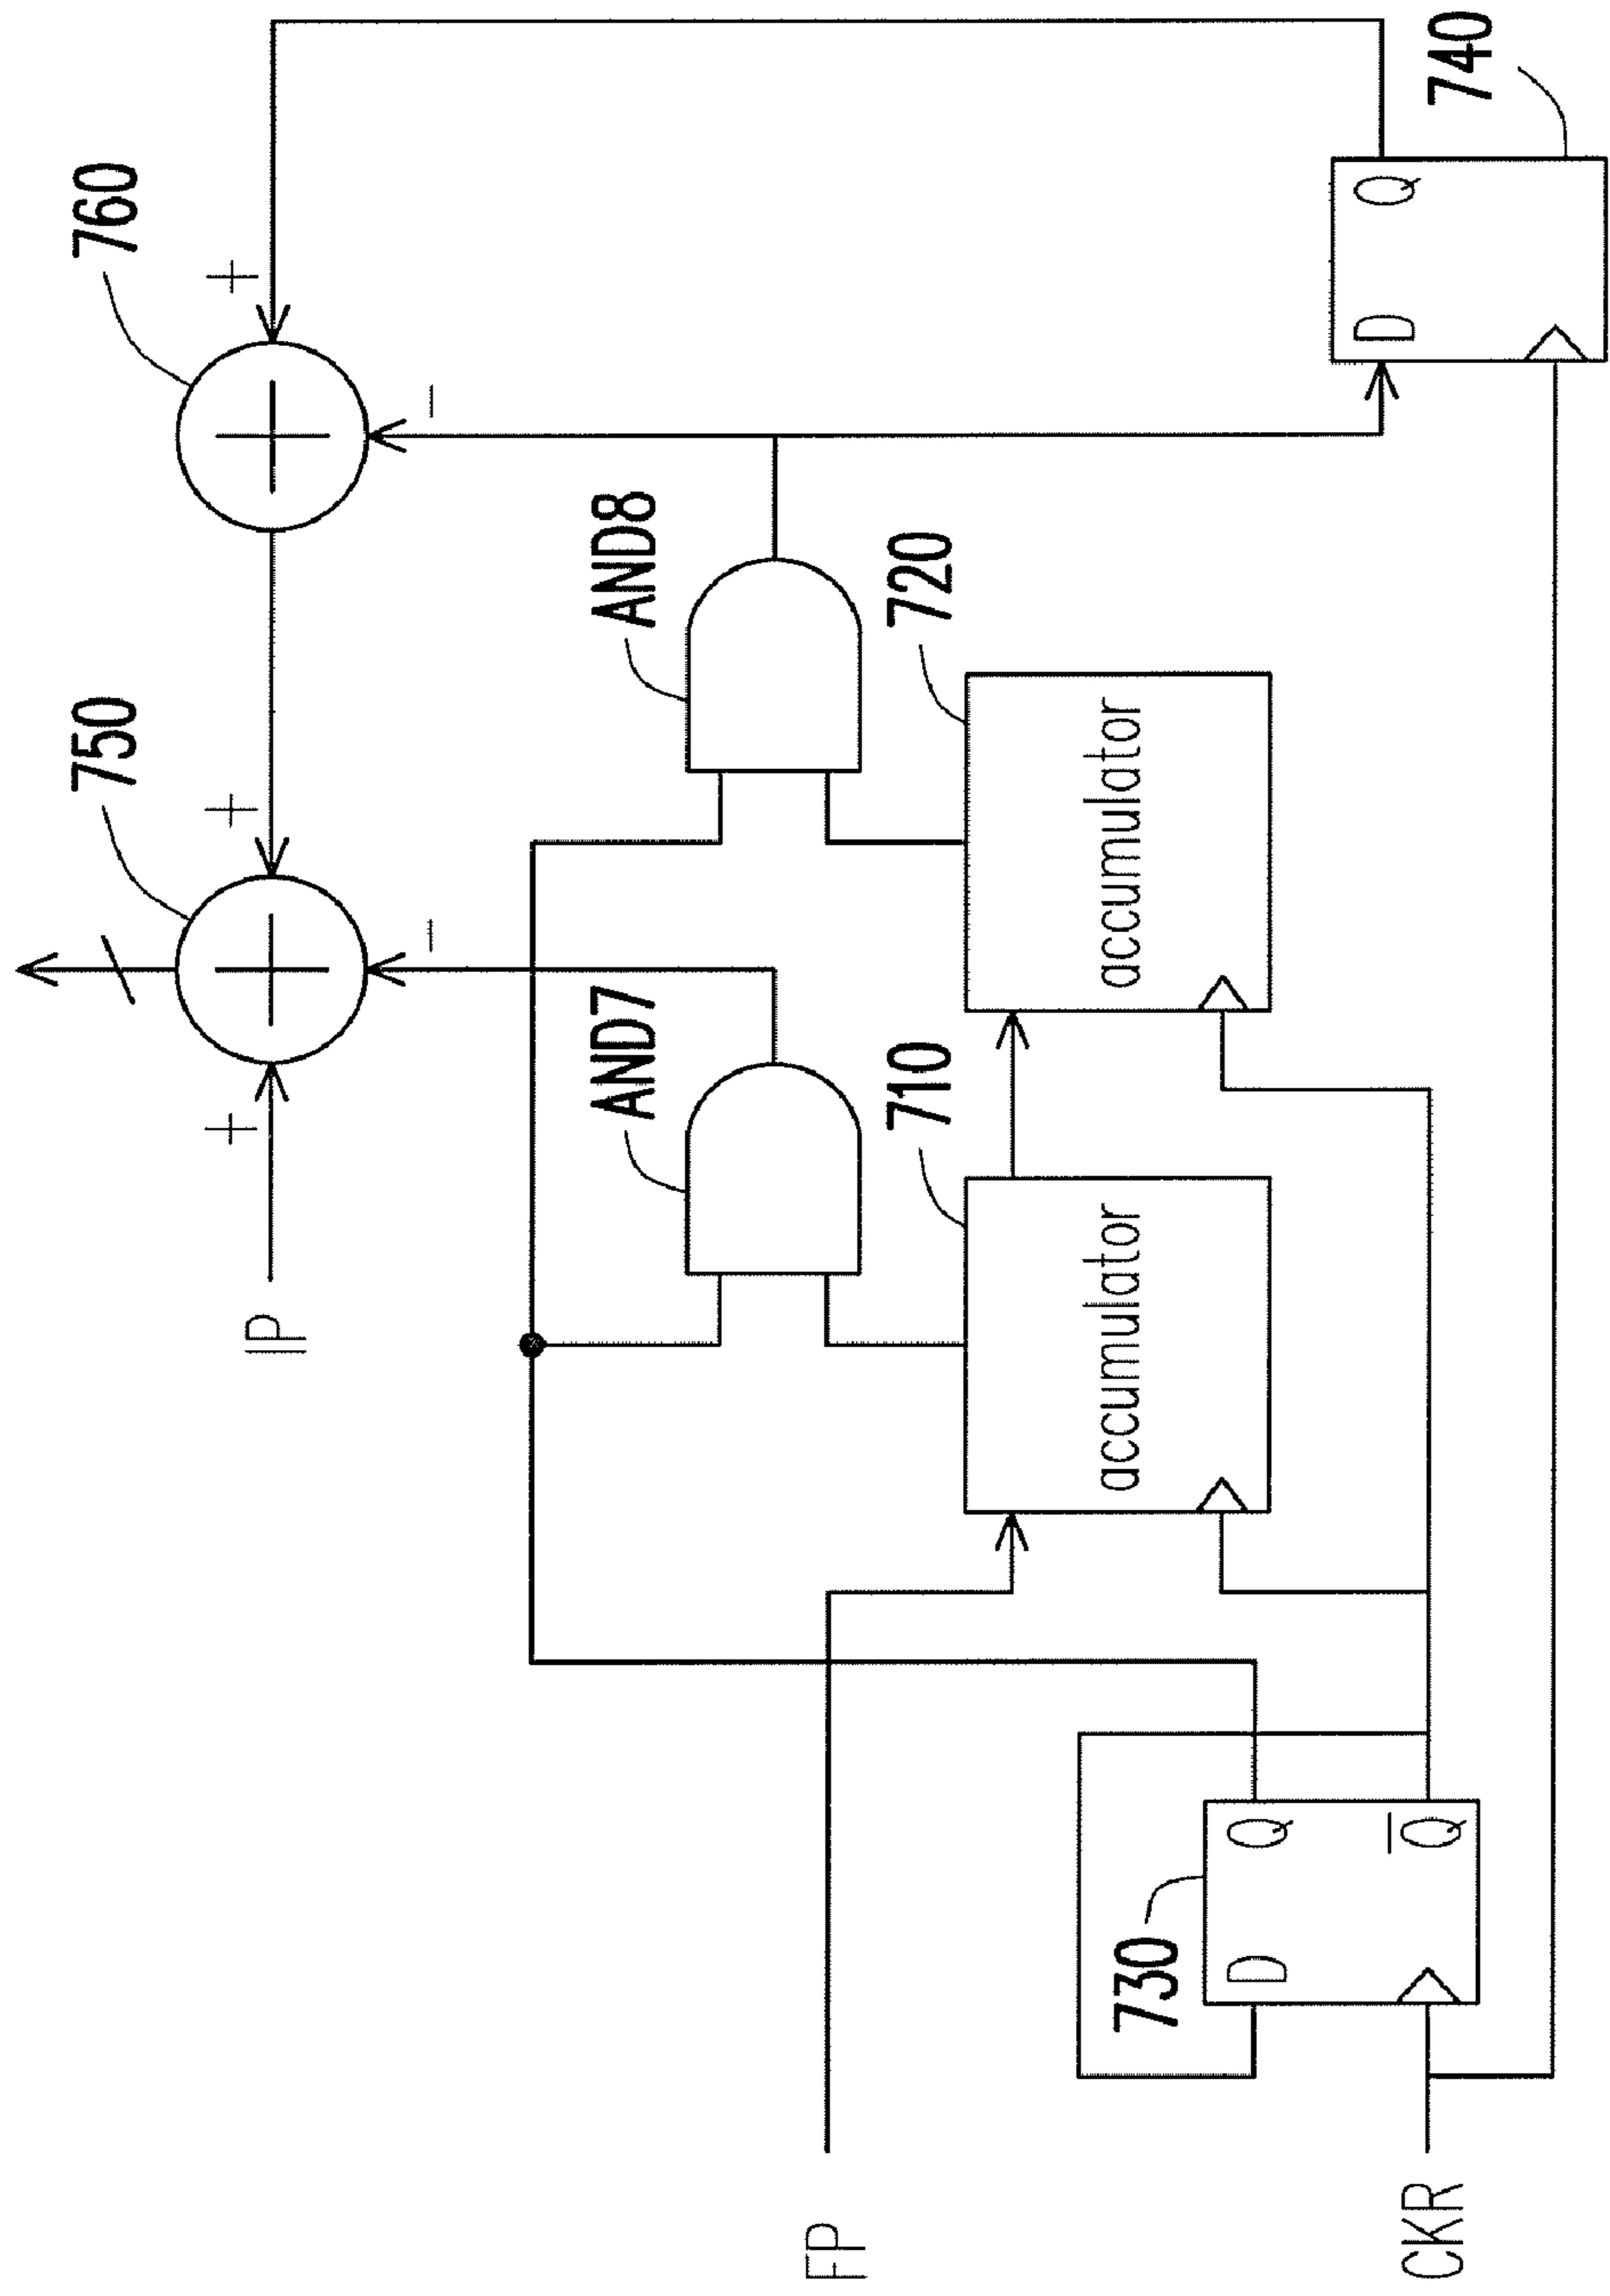 750
760
+
+
+
IP
-
-
AND7
AND8
FP
710
720
accumulator
accumulator
730
D
Q
Q̅
D
Q
740
CKR